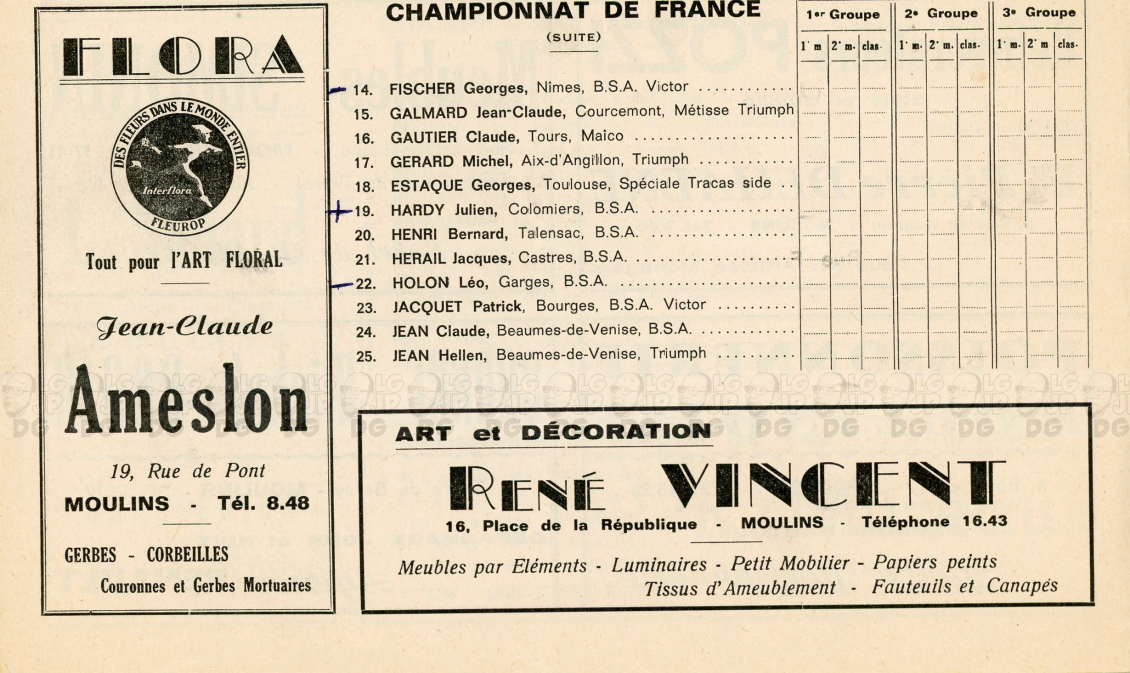 FLORA
DES FLEURS DANS LE MONDE ENTIER
Interflora
FLEUROP
Tout pour l'ART FLORAL
Jean-Claude
Ameslon
19, Rue de Pont
MOULINS - Tél. 8.48
GERBES - CORBEILLES
Couronnes et Gerbes Mortuaires
CHAMPIONNAT DE FRANCE
(SUITE)
1er Groupe 2e Groupe 3e Groupe
1e m 2e m. clas. 1e m. 2e m. clas. 1e m. 2e m clas.
14. FISCHER Georges, Nimes, B.S.A. Victor
15. GALMARD Jean-Claude, Courcemont, Métisse Triumph
16. GAUTIER Claude, Tours, Maïco
17. GERARD Michel, Aix-d'Angillon, Triumph
18. ESTAQUE Georges, Toulouse, Spéciale Tracas side
19. HARDY Julien, Colomiers, B.S.A.
20. HENRI Bernard, Talensac, B.S.A.
21. HERAIL Jacques, Castres, B.S.A.
22. HOLON Léo, Garges, B.S.A.
23. JACQUET Patrick, Bourges, B.S.A. Victor
24. JEAN Claude, Beaumes-de-Venise, B.S.A.
25. JEAN Hellen, Beaumes-de-Venise, Triumph
ART et DÉCORATION
RENÉ VINCENT
16, Place de la République - MOULINS - Téléphone 16.43
Meubles par Eléments - Luminaires - Petit Mobilier - Papiers peints
Tissus d'Ameublement - Fauteuils et Canapés